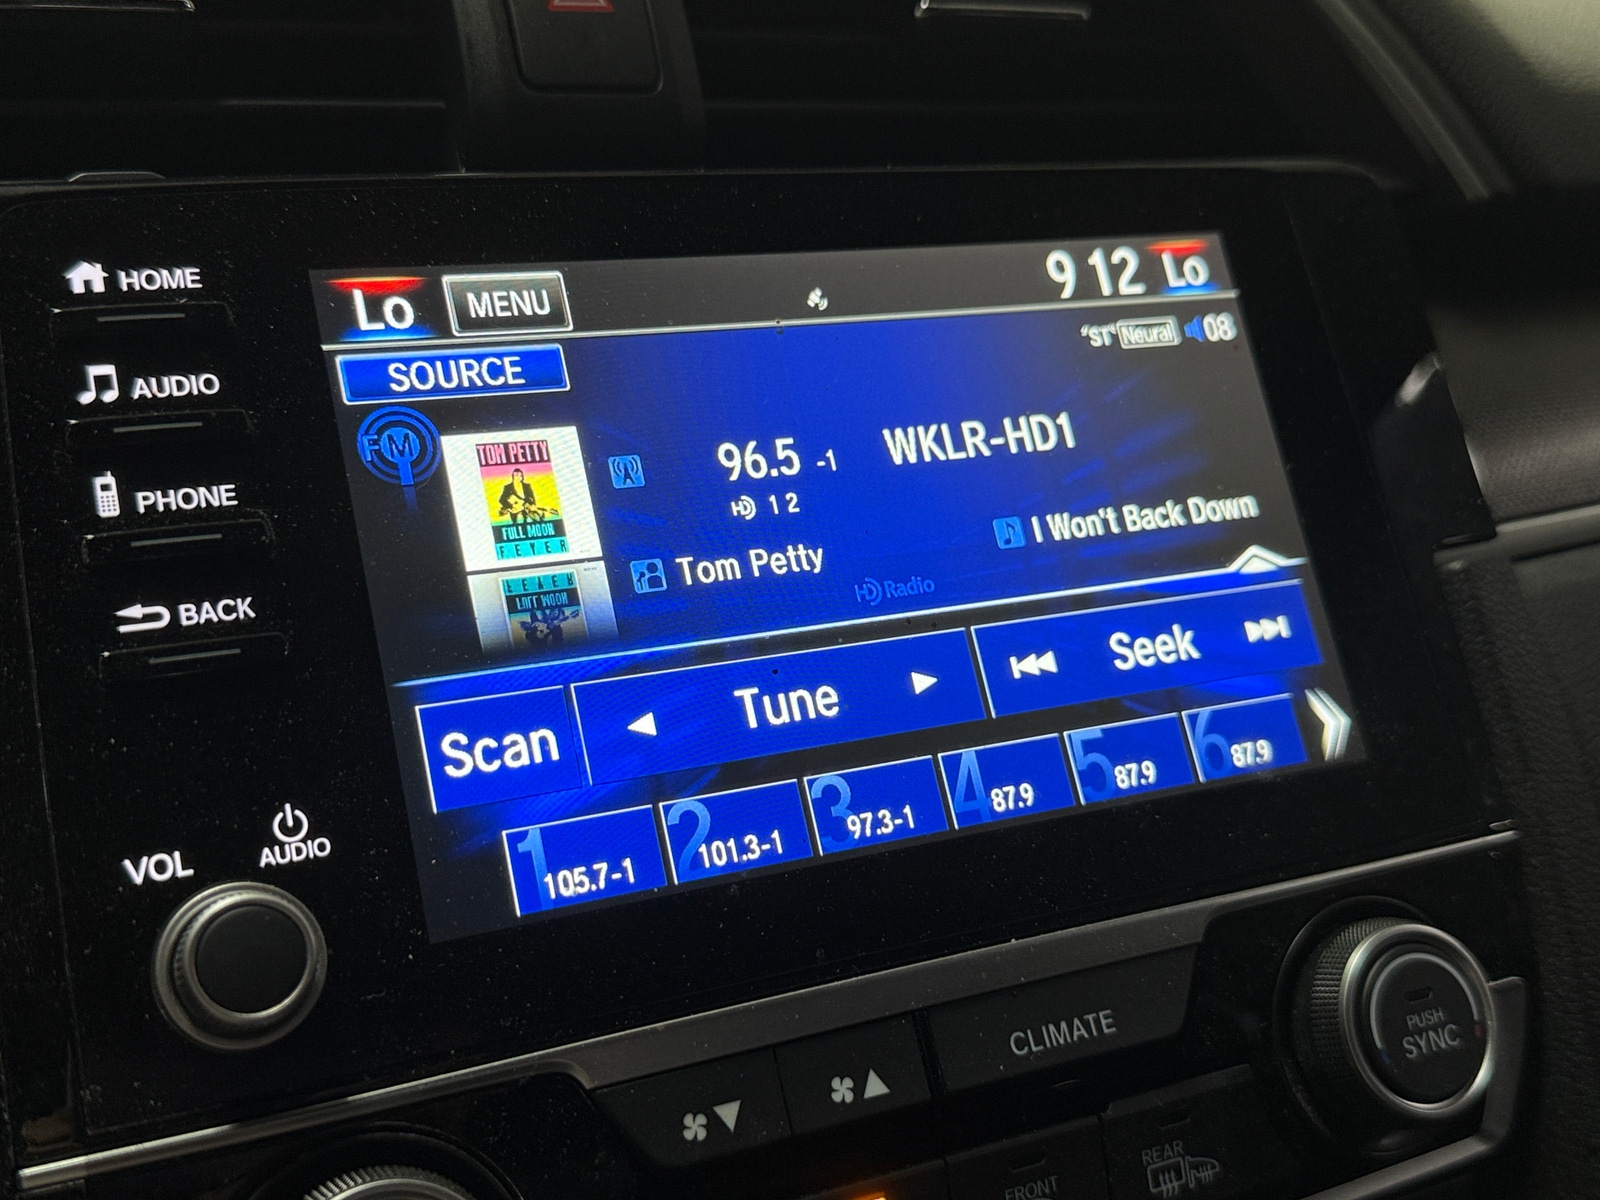 HOME
AUDIO
PHONE
BACK
VOL
AUDIO
Lo
MENU
9 12
Lo
"ST" Neural 08
SOURCE
FM
TOM PETTY
FULL MOON
FEVER
96.5 -1
WKLR-HD1
HD 1 2
Tom Petty
I Won't Back Down
HD Radio
Scan
Tune
Seek
1 105.7-1
2 101.3-1
3 97.3-1
4 87.9
5 87.9
6 87.9
CLIMATE
PUSH
SYNC
FRONT
REAR